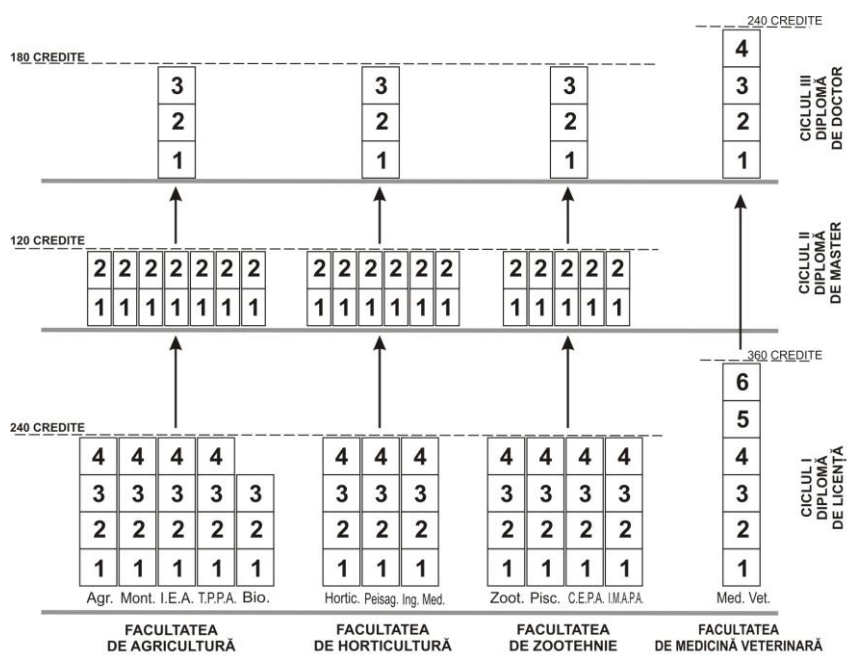 240 CREDITE
180 CREDITE
4
3 3 3 3
2 2 2 2
1 1 1 1
CICLUL III
DIPLOMĂ
DE DOCTOR
120 CREDITE
2 2 2 2 2 2 2 2 2 2 2 2 2 2 2 2 2 2
1 1 1 1 1 1 1 1 1 1 1 1 1 1 1 1 1 1
CICLUL II
DIPLOMĂ
DE MASTER
360 CREDITE
6
5
240 CREDITE
4 4 4 4 4 4 4 4 4 4 4 4
3 3 3 3 3 3 3 3 3 3 3 3 3
2 2 2 2 2 2 2 2 2 2 2 2 2
1 1 1 1 1 1 1 1 1 1 1 1 1
CICLUL I
DIPLOMĂ
DE LICENȚĂ
Agr. Mont. I.E.A. T.P.P.A. Bio. Hortic. Peisag. Ing. Med. Zoot. Pisc. C.E.P.A. I.M.A.P.A. Med. Vet.
FACULTATEA
DE AGRICULTURĂ
FACULTATEA
DE HORTICULTURĂ
FACULTATEA
DE ZOOTEHNIE
FACULTATEA
DE MEDICINĂ VETERINARĂ